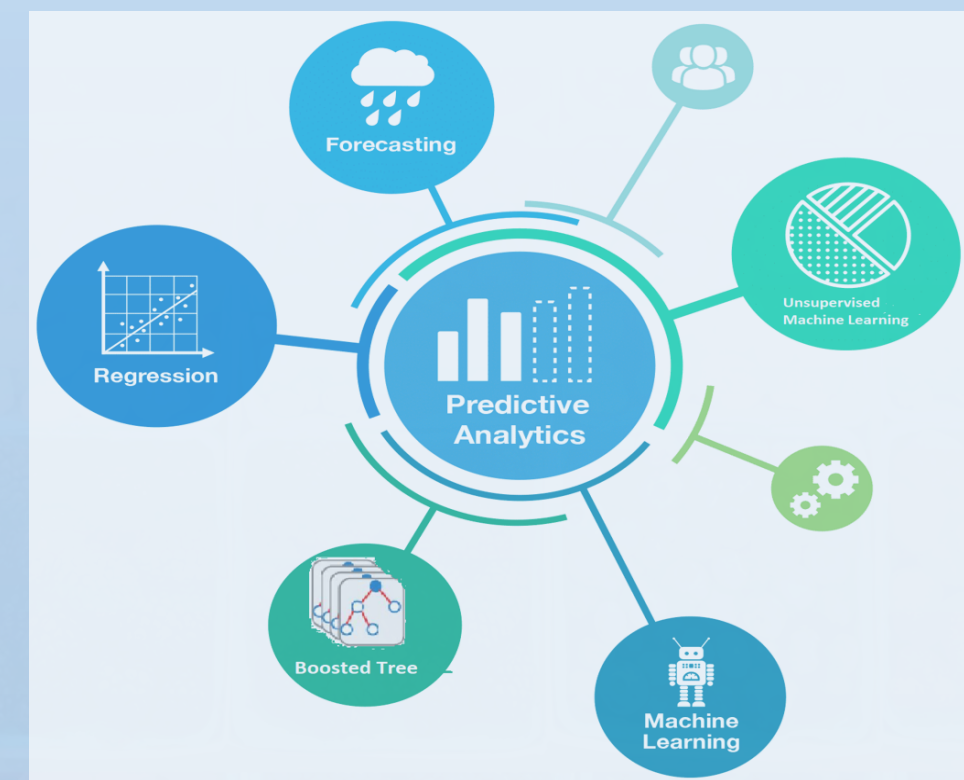 Forecasting
Unsupervised
Machine Learning
Regression
Predictive
Analytics
Boosted Tree
Machine
Learning